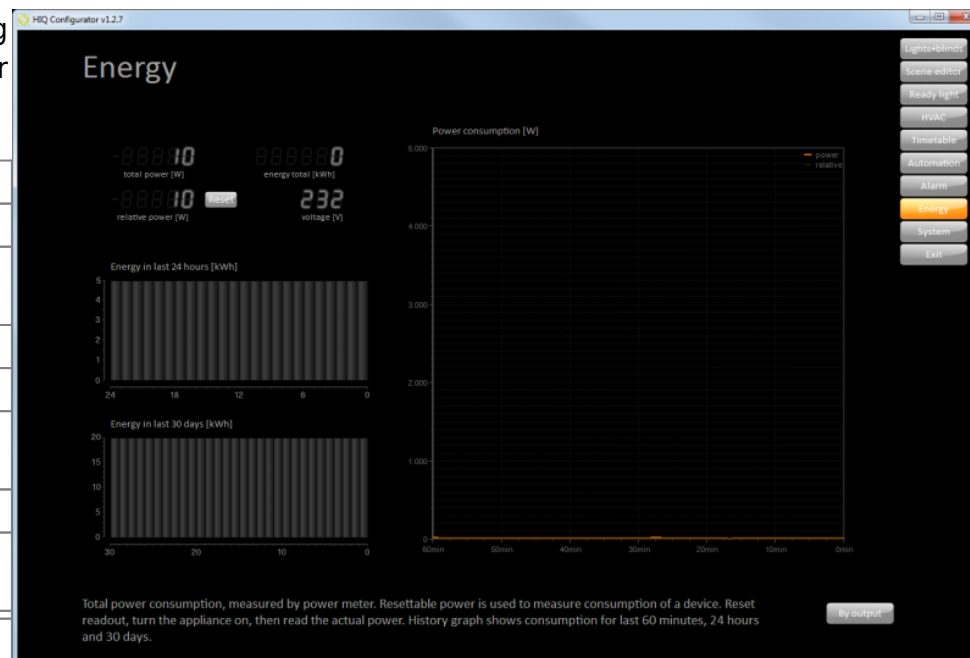 g
r
HIQ Configurator v1.2.7
Energy
Lights+blinds
Scene editor
Ready light
HVAC
Timetable
Automation
Alarm
Energy
System
Exit
10
total power [W]
0
energy total [kWh]
10
relative power [W]
Reset
232
voltage [V]
Energy in last 24 hours [kWh]
5
4
3
2
1
0
24 18 12 6 0
Energy in last 30 days [kWh]
20
15
10
5
0
30 20 10 0
Power consumption [W]
power
relative
5.000
4.000
3.000
2.000
1.000
0
60min 50min 40min 30min 20min 10min 0min
Total power consumption, measured by power meter. Resettable power is used to measure consumption of a device. Reset
readout, turn the appliance on, then read the actual power. History graph shows consumption for last 60 minutes, 24 hours
and 30 days.
By output